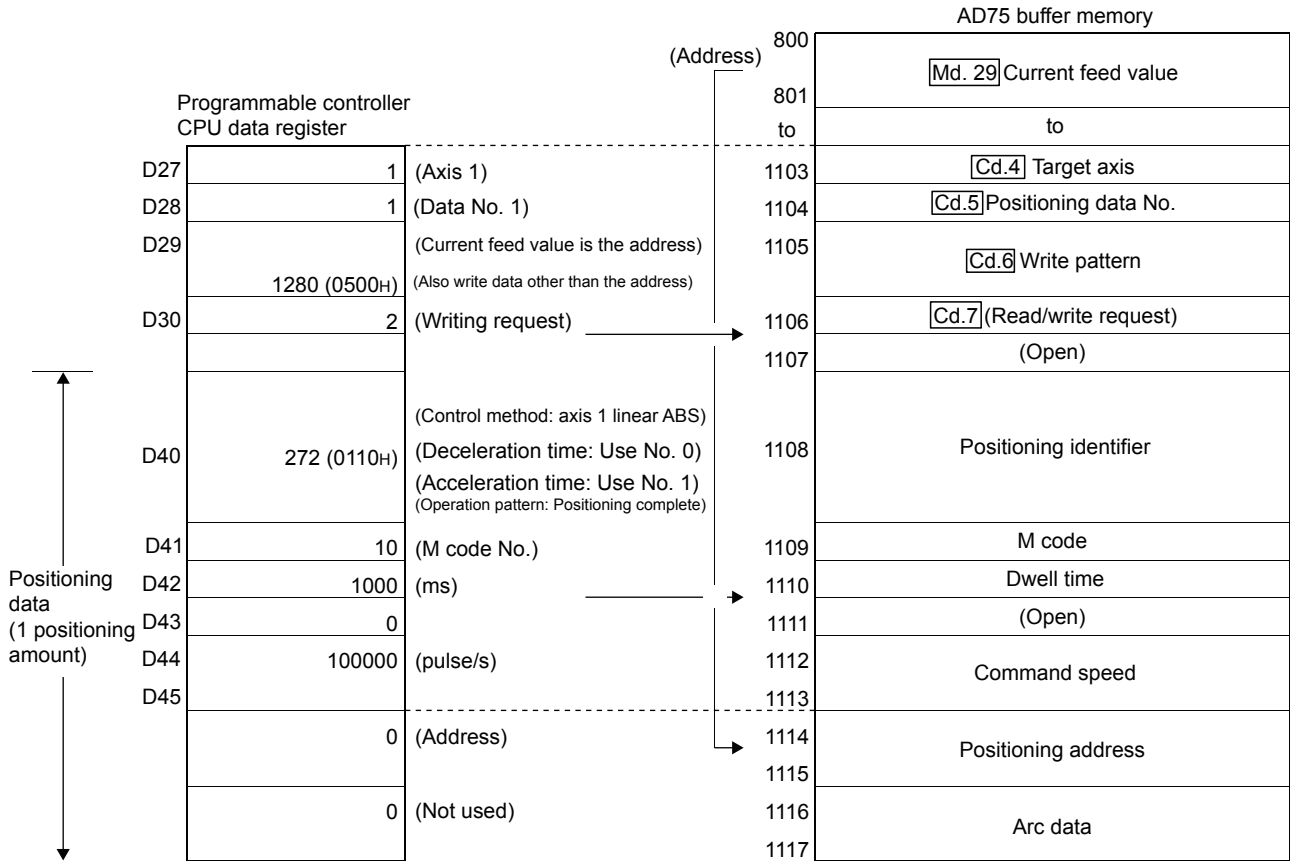 AD75 buffer memory
(Address)
800
Md. 29 Current feed value
801
Programmable controller
CPU data register
to
to
D27
1
(Axis 1)
1103
Cd.4 Target axis
D28
1
(Data No. 1)
1104
Cd.5 Positioning data No.
D29
(Current feed value is the address)
1105
Cd.6 Write pattern
1280 (0500H)
(Also write data other than the address)
D30
2
(Writing request)
1106
Cd.7 (Read/write request)
1107
(Open)
(Control method: axis 1 linear ABS)
D40
272 (0110H)
(Deceleration time: Use No. 0)
1108
Positioning identifier
(Acceleration time: Use No. 1)
(Operation pattern: Positioning complete)
D41
10
(M code No.)
1109
M code
Positioning
data
(1 positioning
amount)
D42
1000
(ms)
1110
Dwell time
D43
0
1111
(Open)
D44
100000
(pulse/s)
1112
Command speed
D45
1113
0
(Address)
1114
Positioning address
1115
0
(Not used)
1116
Arc data
1117